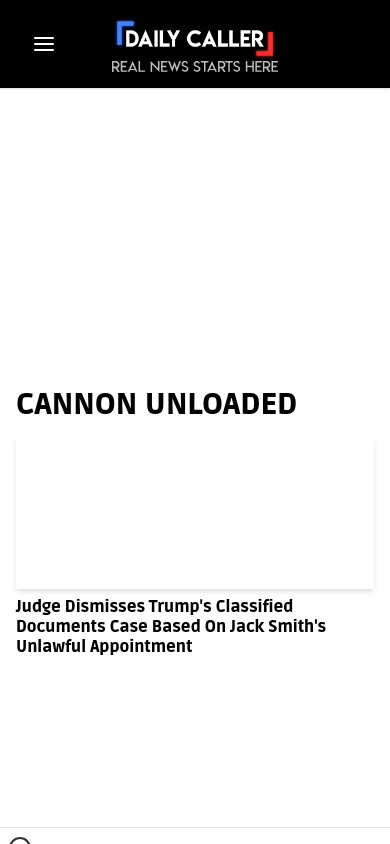 DAILY CALLER
REAL NEWS STARTS HERE
CANNON UNLOADED
Judge Dismisses Trump's Classified
Documents Case Based On Jack Smith's
Unlawful Appointment